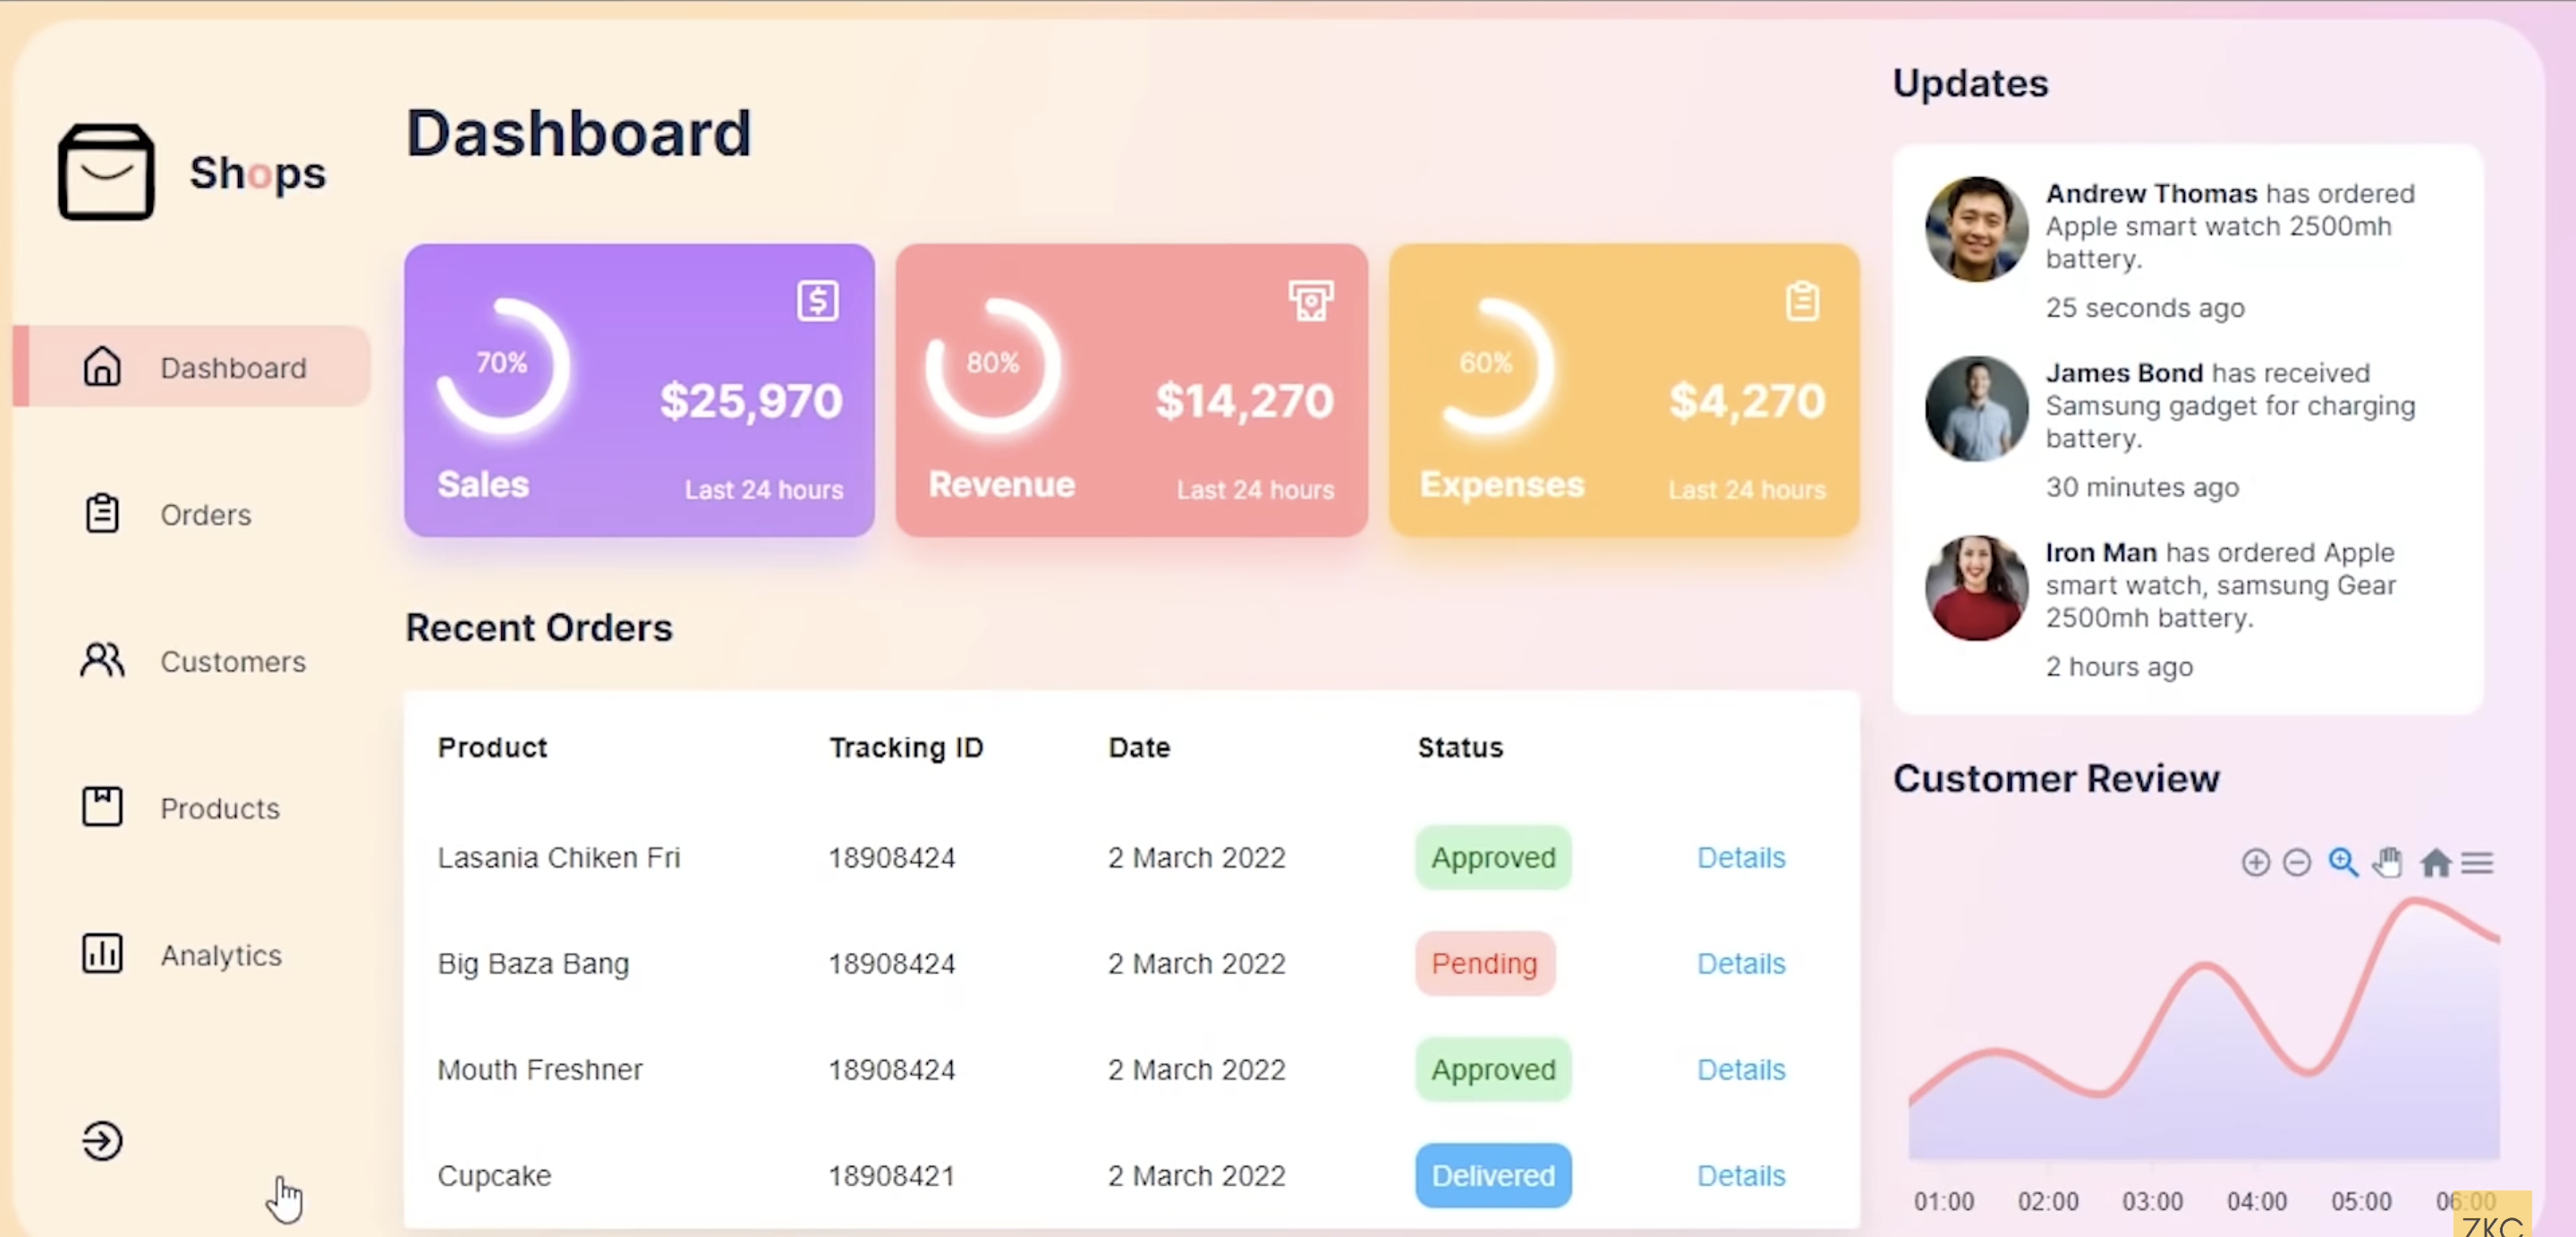 Shops
Dashboard
Orders
Customers
Products
Analytics
Dashboard
70%
$25,970
Sales
Last 24 hours
80%
$14,270
Revenue
Last 24 hours
60%
$4,270
Expenses
Last 24 hours
Recent Orders
Product Tracking ID Date Status
Lasania Chiken Fri 18908424 2 March 2022 Approved Details
Big Baza Bang 18908424 2 March 2022 Pending Details
Mouth Freshner 18908424 2 March 2022 Approved Details
Cupcake 18908421 2 March 2022 Delivered Details
Updates
Andrew Thomas has ordered
Apple smart watch 2500mh
battery.
25 seconds ago
James Bond has received
Samsung gadget for charging
battery.
30 minutes ago
Iron Man has ordered Apple
smart watch, samsung Gear
2500mh battery.
2 hours ago
Customer Review
01:00 02:00 03:00 04:00 05:00 06:00
ZKC